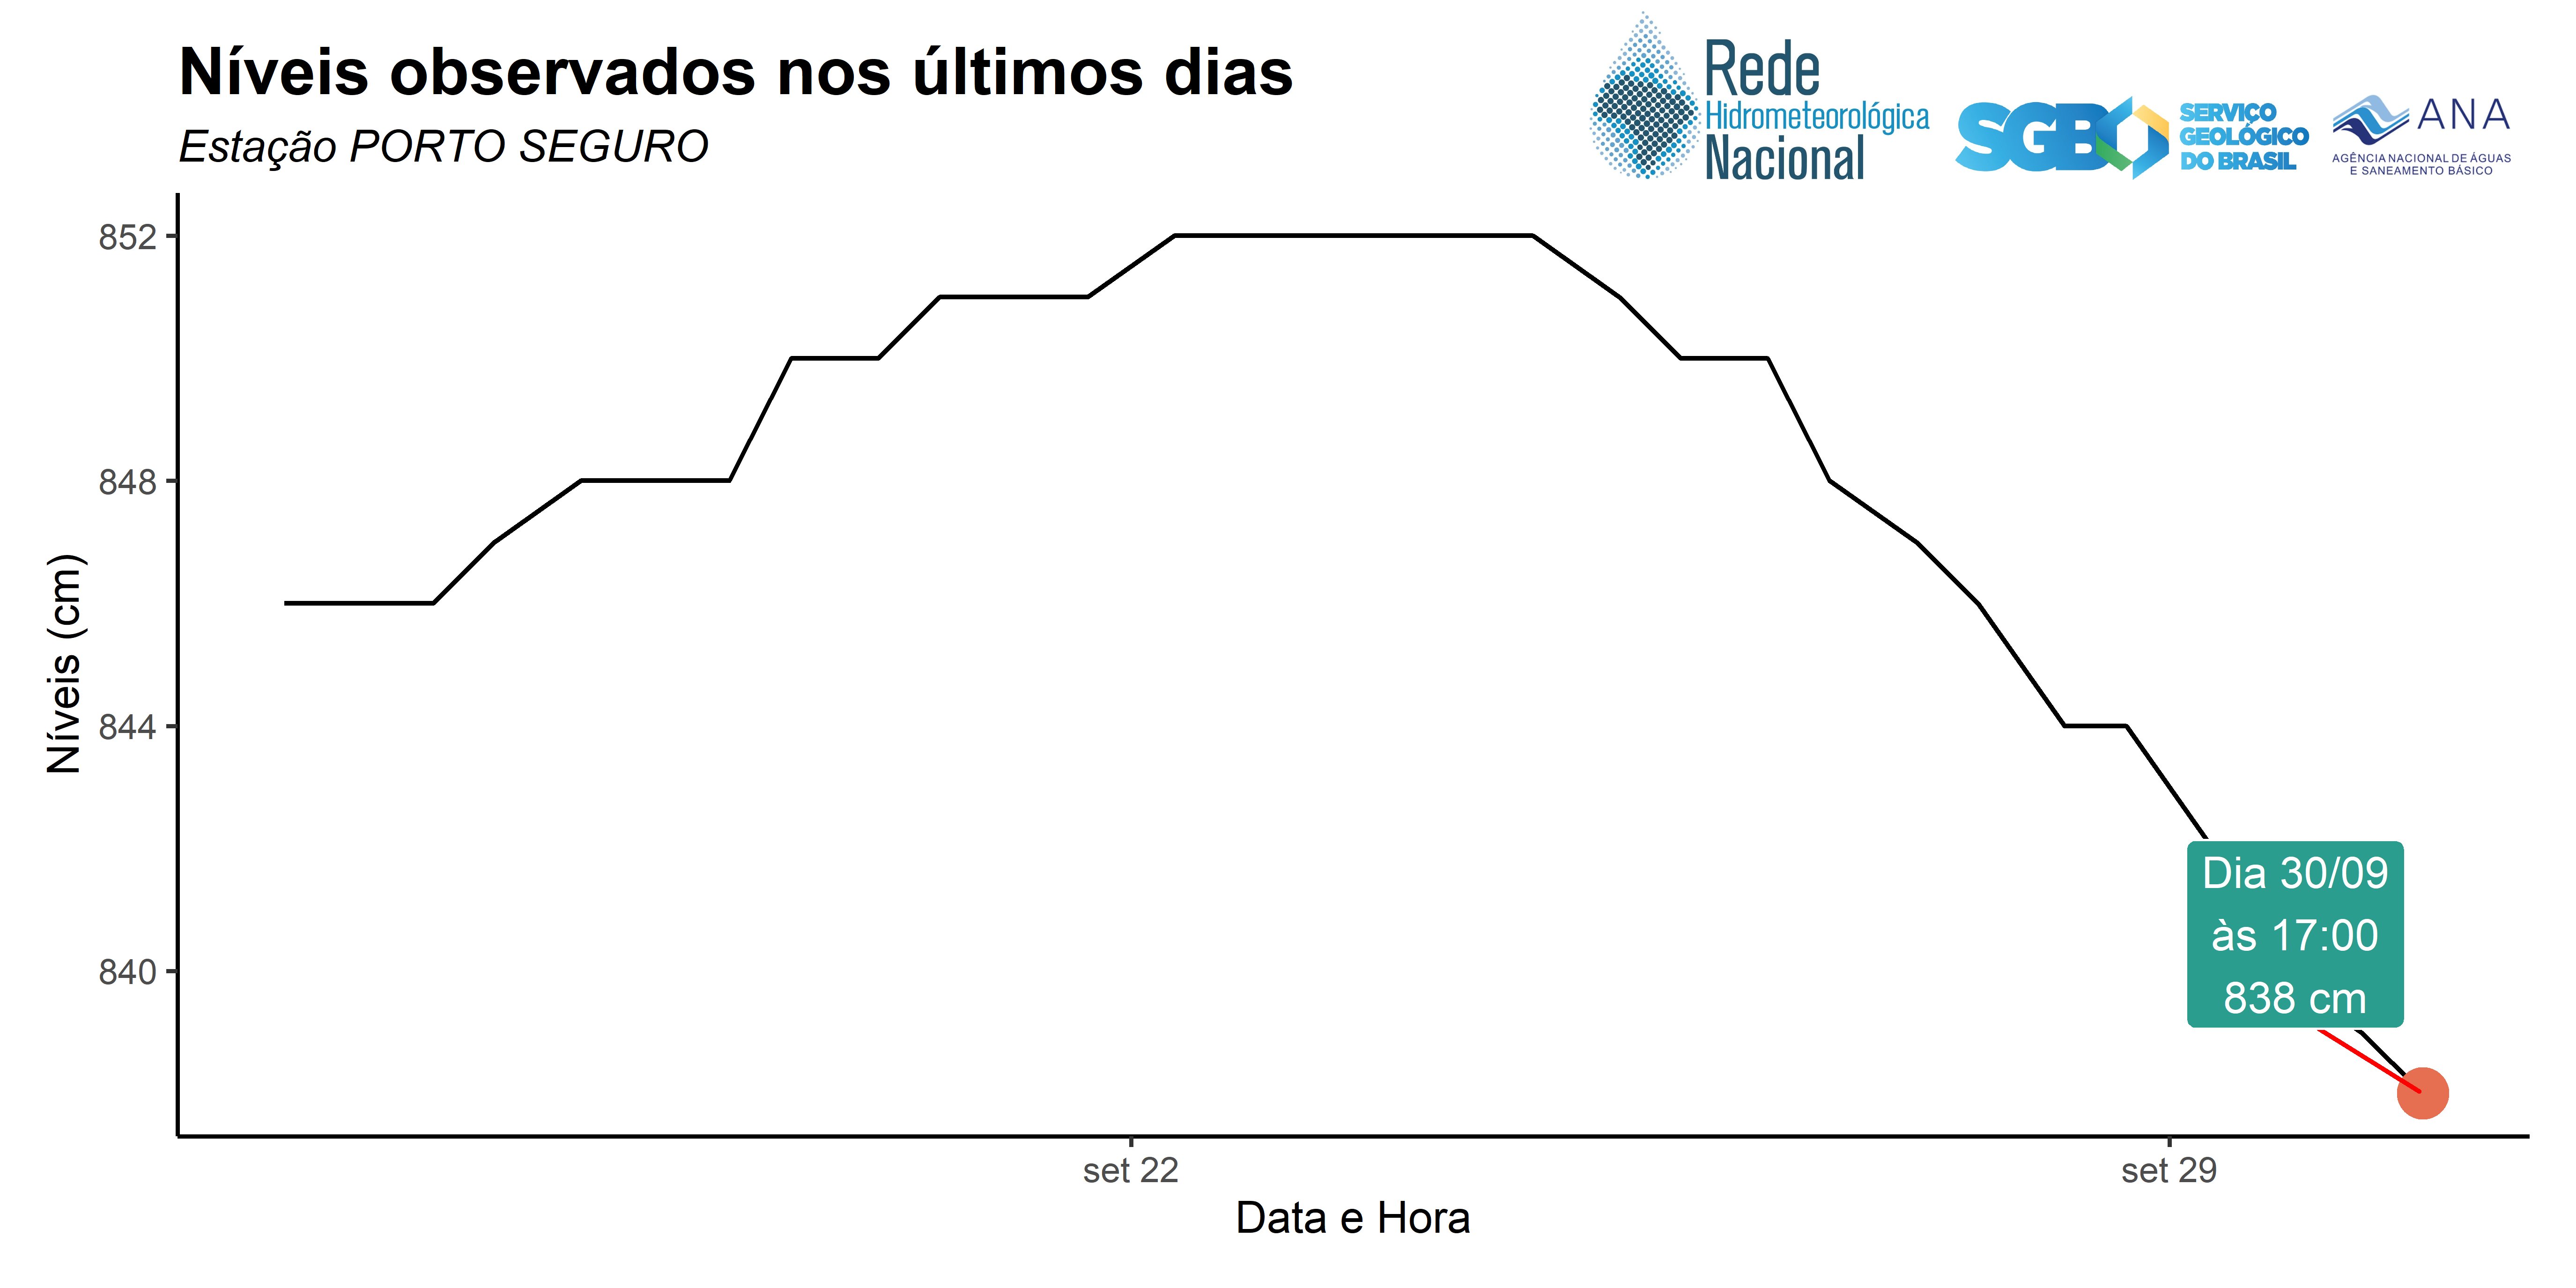 Níveis observados nos últimos dias
Estação PORTO SEGURO
Rede
Hidrometeorológica
Nacional
SGB
SERVIÇO
GEOLÓGICO
DO BRASIL
ANA
AGÊNCIA NACIONAL DE ÁGUAS
E SANEAMENTO BÁSICO
Níveis (cm)
852
848
844
840
Dia 30/09
às 17:00
838 cm
set 22
set 29
Data e Hora